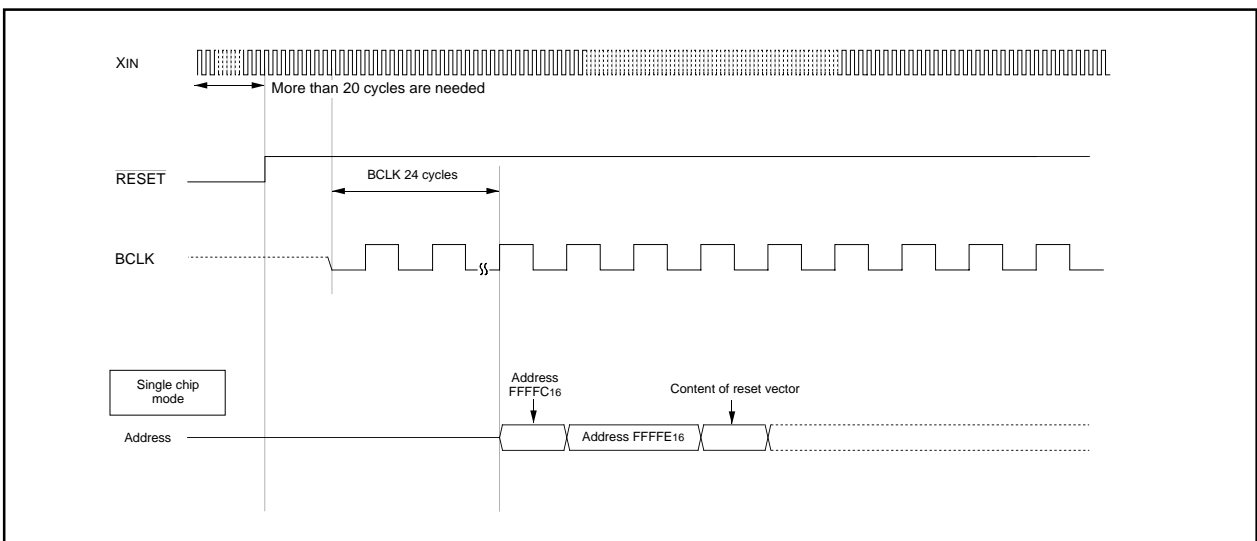 XIN
More than 20 cycles are needed
RESET
BCLK 24 cycles
BCLK
Single chip
mode
Address
FFFFC16
Content of reset vector
Address
Address FFFFE16